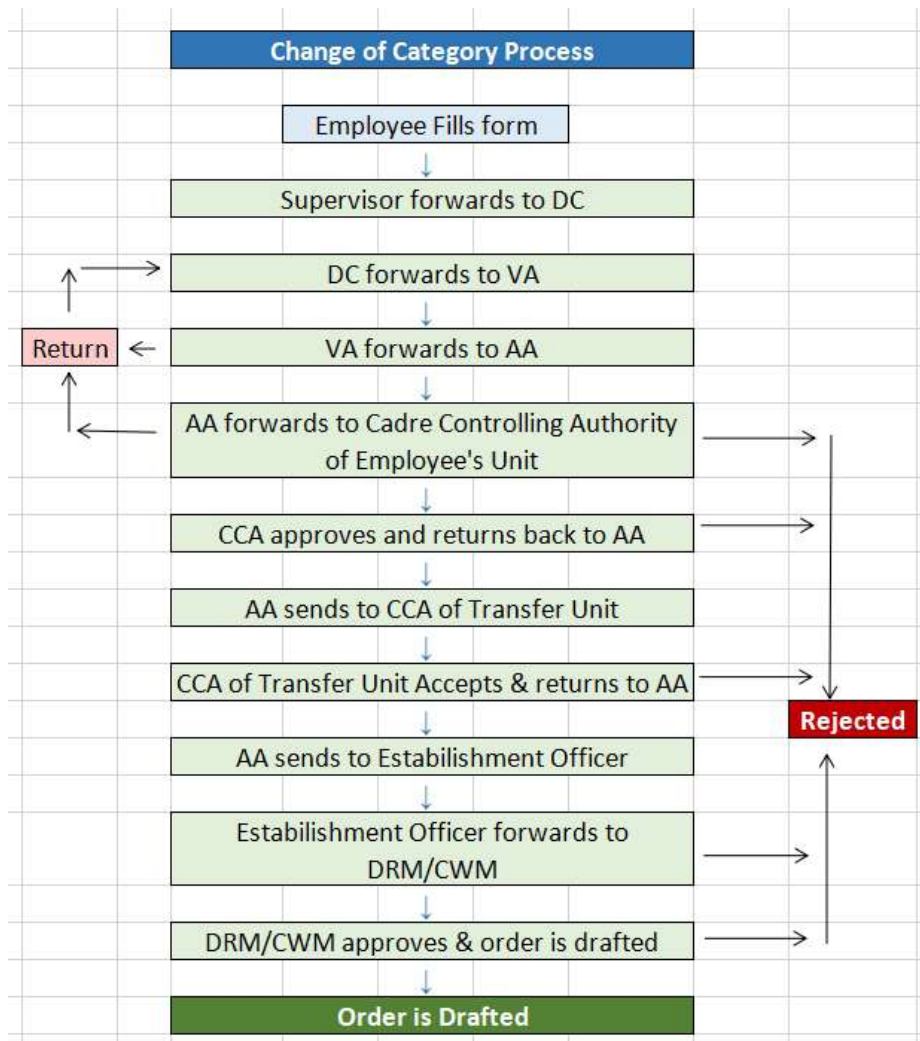 Change of Category Process
Employee Fills form
Supervisor forwards to DC
DC forwards to VA
Return
VA forwards to AA
AA forwards to Cadre Controlling Authority
of Employee's Unit
CCA approves and returns back to AA
AA sends to CCA of Transfer Unit
CCA of Transfer Unit Accepts & returns to AA
Rejected
AA sends to Estabilishment Officer
Estabilishment Officer forwards to
DRM/CWM
DRM/CWM approves & order is drafted
Order is Drafted